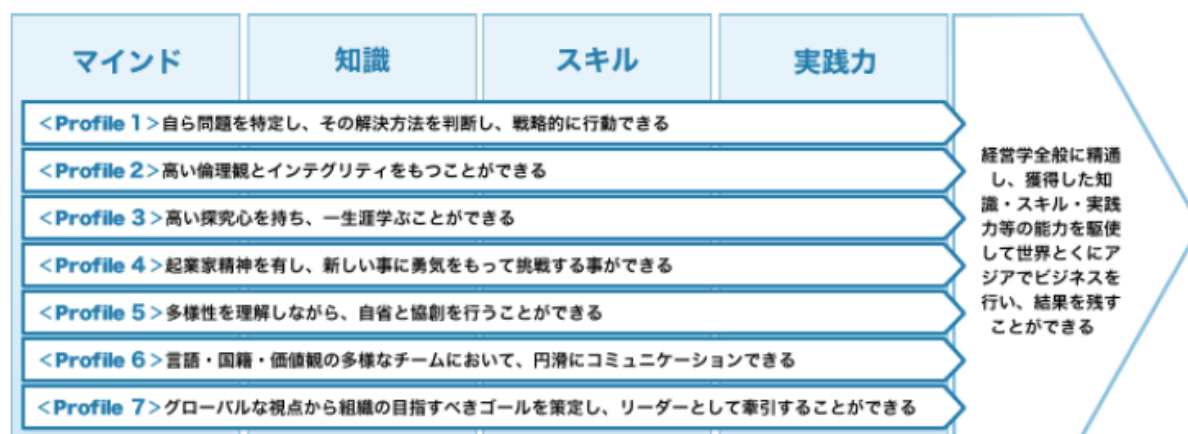 マインド
知識
スキル
実践力
<Profile 1>自ら問題を特定し、その解決方法を判断し、戦略的に行動できる
<Profile 2>高い倫理観とインテグリティをもつことができる
<Profile 3>高い探究心を持ち、一生涯学ぶことができる
<Profile 4>起業家精神を有し、新しい事に勇気をもって挑戦する事ができる
<Profile 5>多様性を理解しながら、自省と協創を行うことができる
<Profile 6>言語・国籍・価値観の多様なチームにおいて、円滑にコミュニケーションできる
<Profile 7>グローバルな視点から組織の目指すべきゴールを策定し、リーダーとして牽引することができる
経営学全般に精通
し、獲得した知
識・スキル・実践
力等の能力を駆使
して世界とくにア
ジアでビジネスを
行い、結果を残す
ことができる